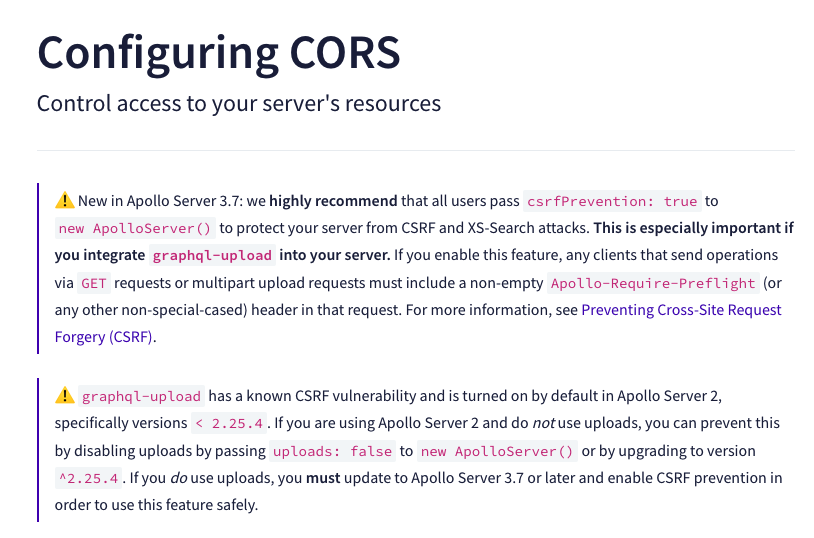 Configuring CORS
Control access to your server's resources
⚠️ New in Apollo Server 3.7: we highly recommend that all users pass csrfPrevention: true to
new ApolloServer() to protect your server from CSRF and XS-Search attacks. This is especially important if
you integrate graphql-upload into your server. If you enable this feature, any clients that send operations
via GET requests or multipart upload requests must include a non-empty Apollo-Require-Preflight (or
any other non-special-cased) header in that request. For more information, see Preventing Cross-Site Request
Forgery (CSRF).
⚠️ graphql-upload has a known CSRF vulnerability and is turned on by default in Apollo Server 2,
specifically versions < 2.25.4. If you are using Apollo Server 2 and do not use uploads, you can prevent this
by disabling uploads by passing uploads: false to new ApolloServer() or by upgrading to version
^2.25.4. If you do use uploads, you must update to Apollo Server 3.7 or later and enable CSRF prevention in
order to use this feature safely.